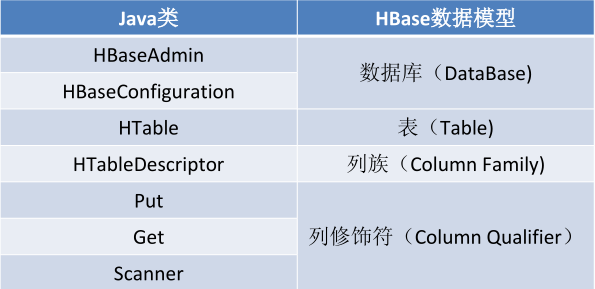 Java类 HBase数据模型
HBaseAdmin
数据库（DataBase)
HBaseConfiguration
HTable 表（Table)
HTableDescriptor 列族（Column Family)
Put
Get 列修饰符（Column Qualifier）
Scanner